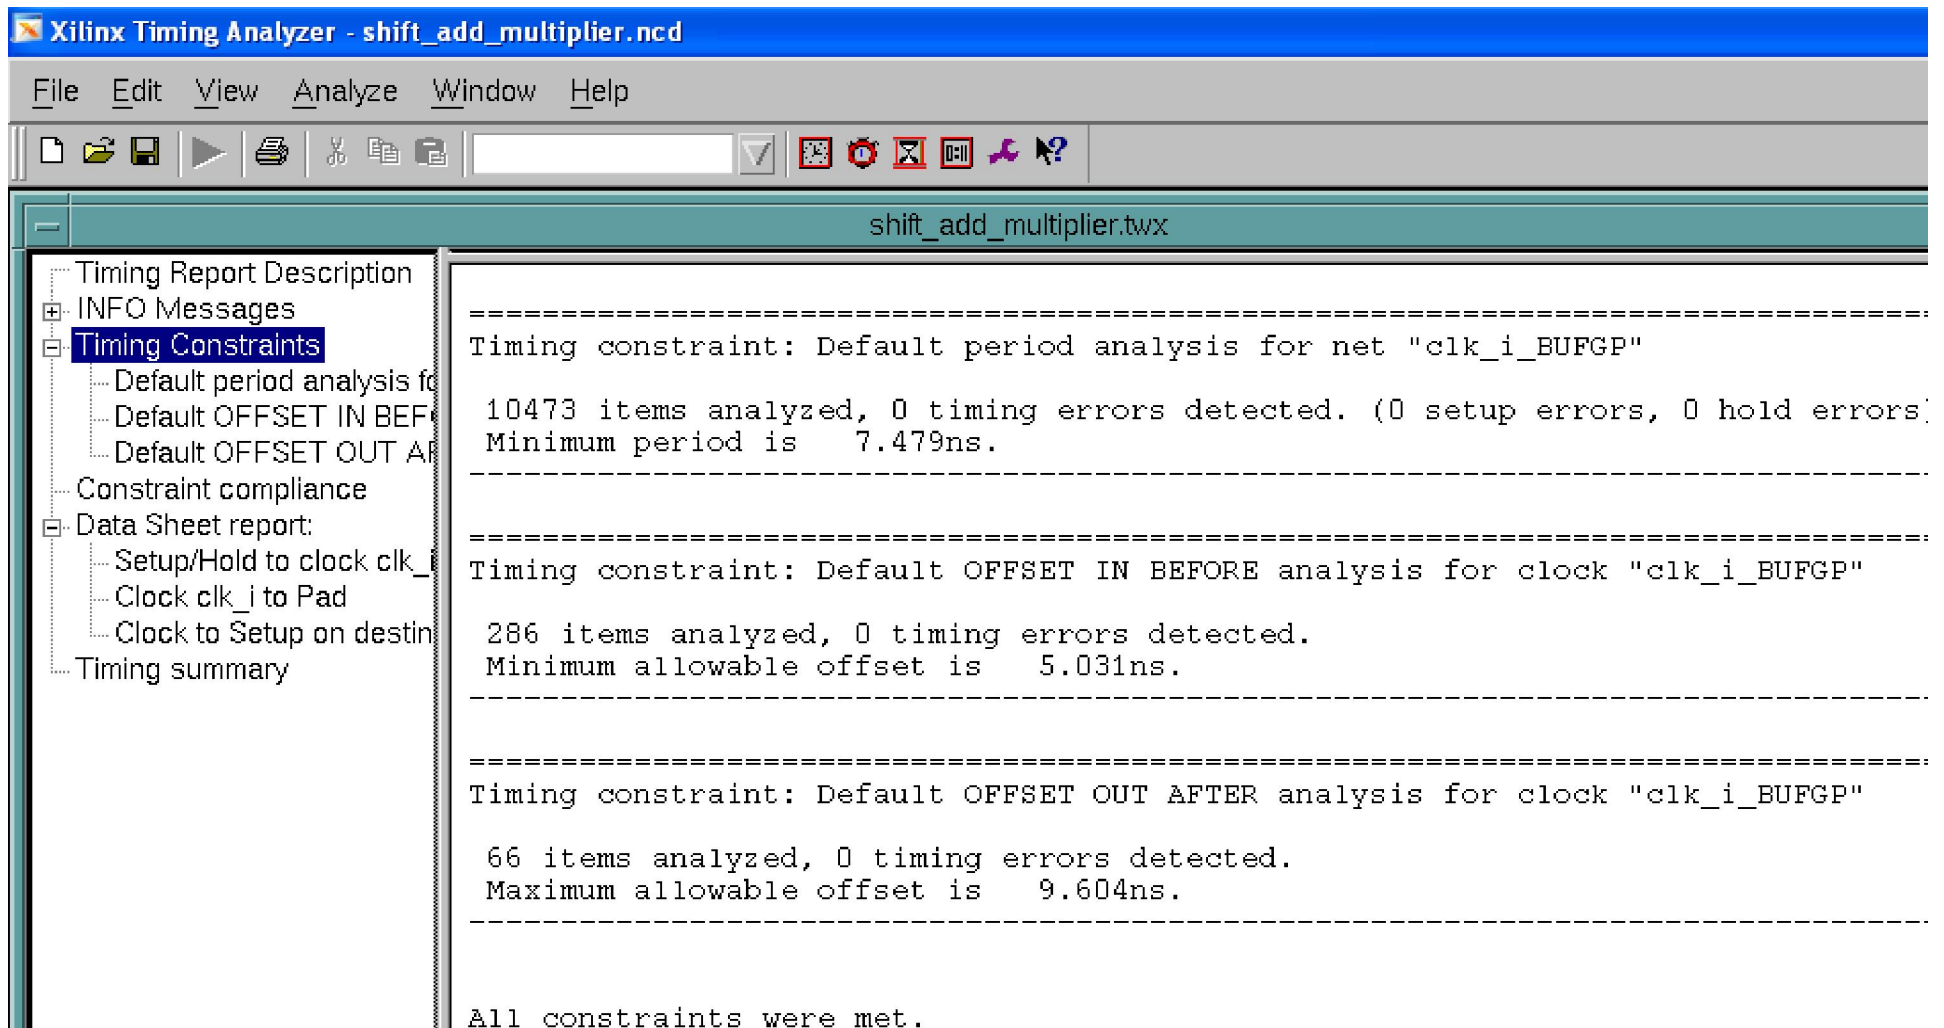 Xilinx Timing Analyzer - shift_add_multiplier.ncd
File Edit View Analyze Window Help
shift_add_multiplier.twx
Timing Report Description
INFO Messages
Timing Constraints
Default period analysis fo
Default OFFSET IN BEF
Default OFFSET OUT AF
Constraint compliance
Data Sheet report:
Setup/Hold to clock clk_i
Clock clk_i to Pad
Clock to Setup on destin
Timing summary
================================================================================
Timing constraint: Default period analysis for net "clk_i_BUFGP"
10473 items analyzed, 0 timing errors detected. (0 setup errors, 0 hold errors)
Minimum period is 7.479ns.
--------------------------------------------------------------------------------
================================================================================
Timing constraint: Default OFFSET IN BEFORE analysis for clock "clk_i_BUFGP"
286 items analyzed, 0 timing errors detected.
Minimum allowable offset is 5.031ns.
--------------------------------------------------------------------------------
================================================================================
Timing constraint: Default OFFSET OUT AFTER analysis for clock "clk_i_BUFGP"
66 items analyzed, 0 timing errors detected.
Maximum allowable offset is 9.604ns.
--------------------------------------------------------------------------------
All constraints were met.